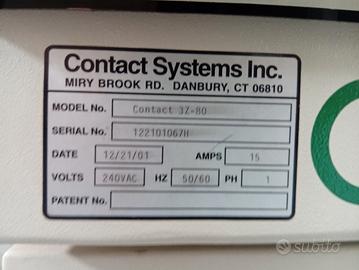 Contact Systems Inc.
MIRY BROOK RD. DANBURY, CT 06810
MODEL No. Contact 3Z-80
SERIAL No. 122101067H
DATE 12/21/01 AMPS 15
VOLTS 240VAC HZ 50/60 PH 1
PATENT No.
subito